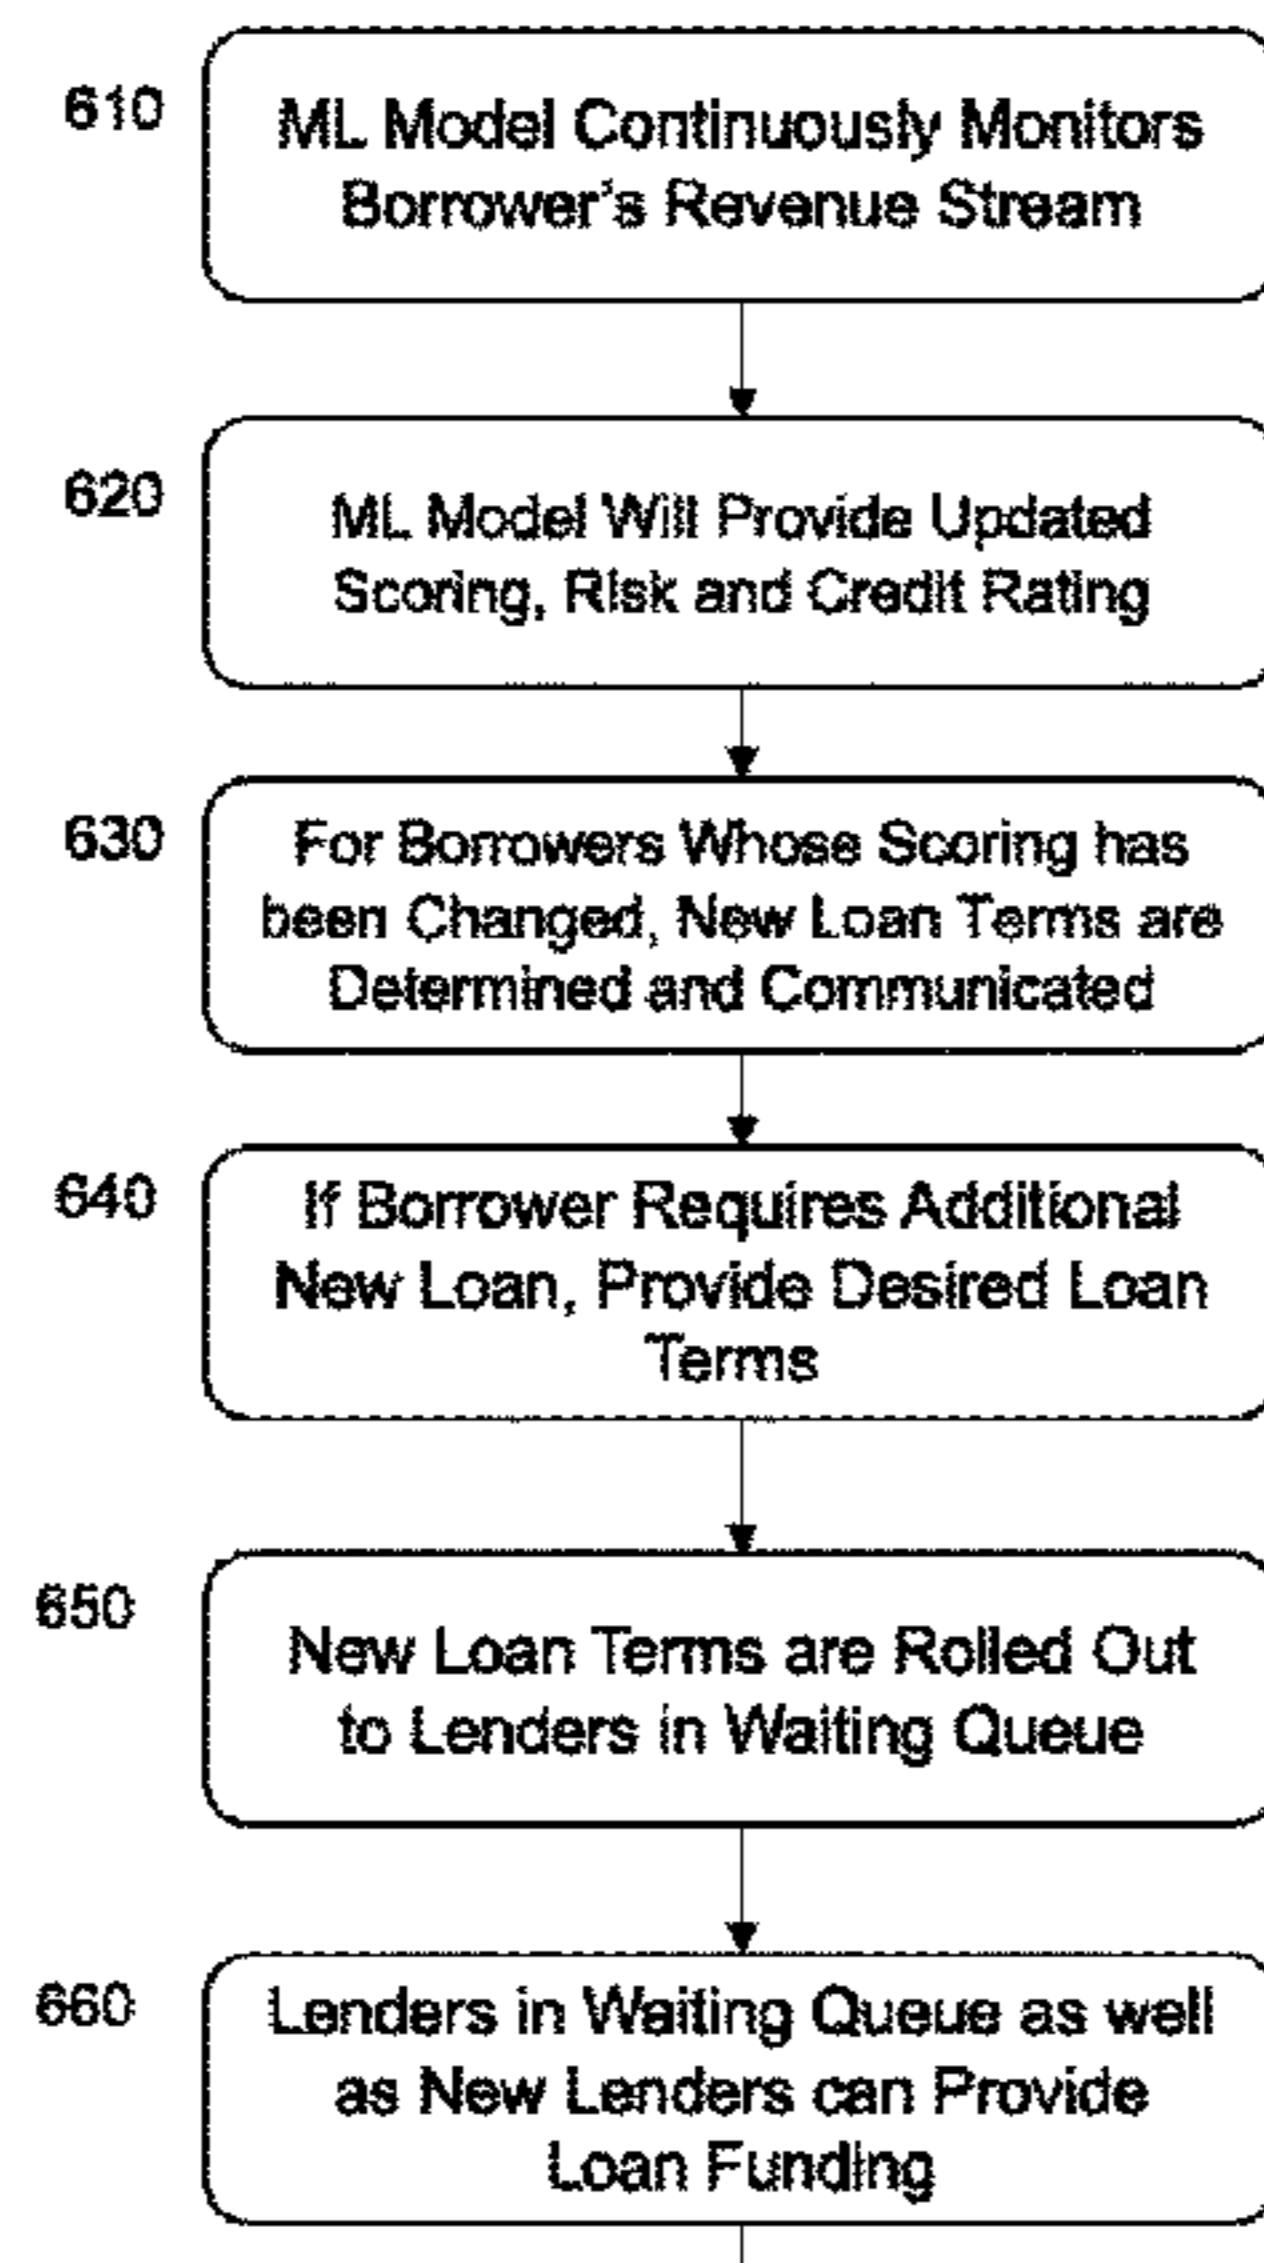 610
ML Model Continuously Monitors
Borrower's Revenue Stream
620
ML Model Will Provide Updated
Scoring, Risk and Credit Rating
630
For Borrowers Whose Scoring has
been Changed, New Loan Terms are
Determined and Communicated
640
If Borrower Requires Additional
New Loan, Provide Desired Loan
Terms
650
New Loan Terms are Rolled Out
to Lenders in Waiting Queue
660
Lenders in Waiting Queue as well
as New Lenders can Provide
Loan Funding